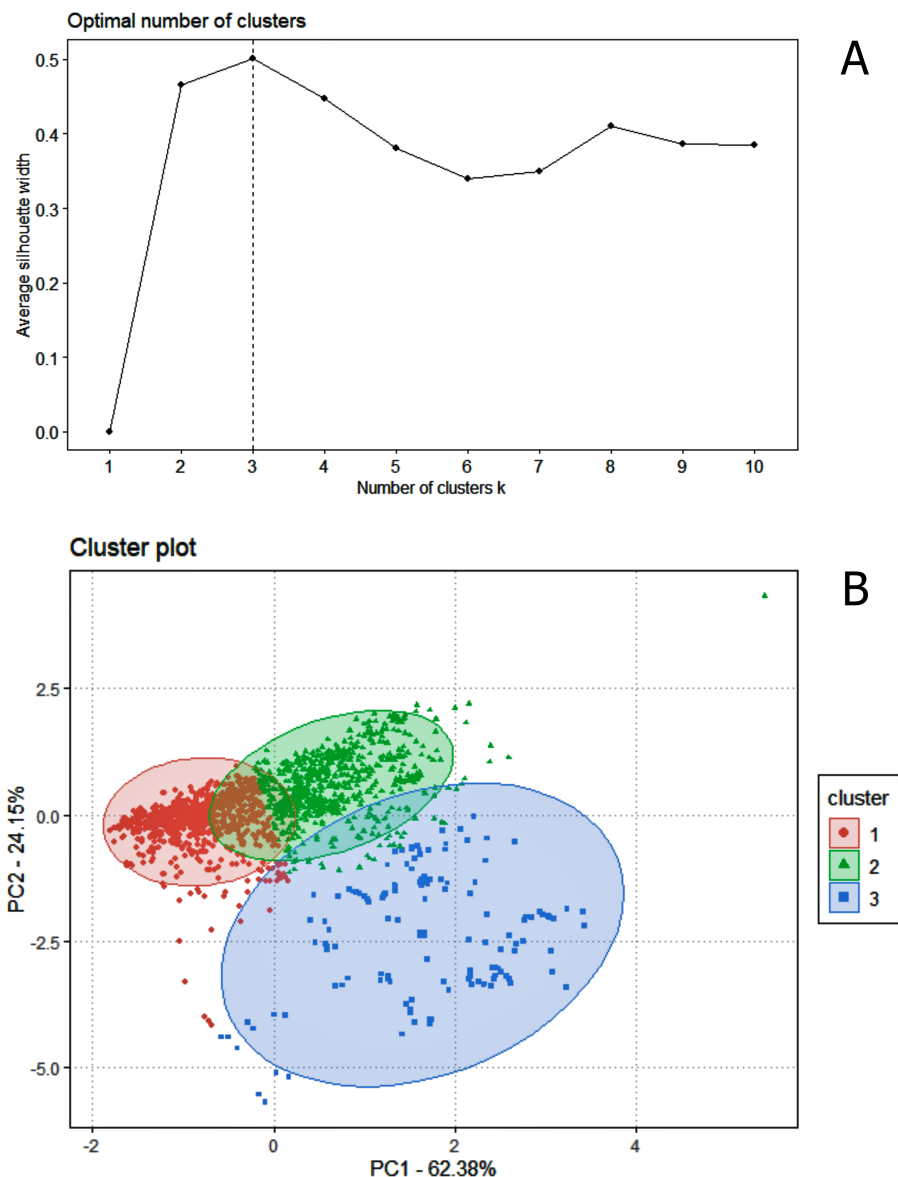 Optimal number of clusters
A
Average silhouette width
0.5
0.4
0.3
0.2
0.1
0.0
1 2 3 4 5 6 7 8 9 10
Number of clusters k
Cluster plot
B
PC2 - 24.15%
2.5
0.0
-2.5
-5.0
-2 0 2 4
PC1 - 62.38%
cluster
1
2
3